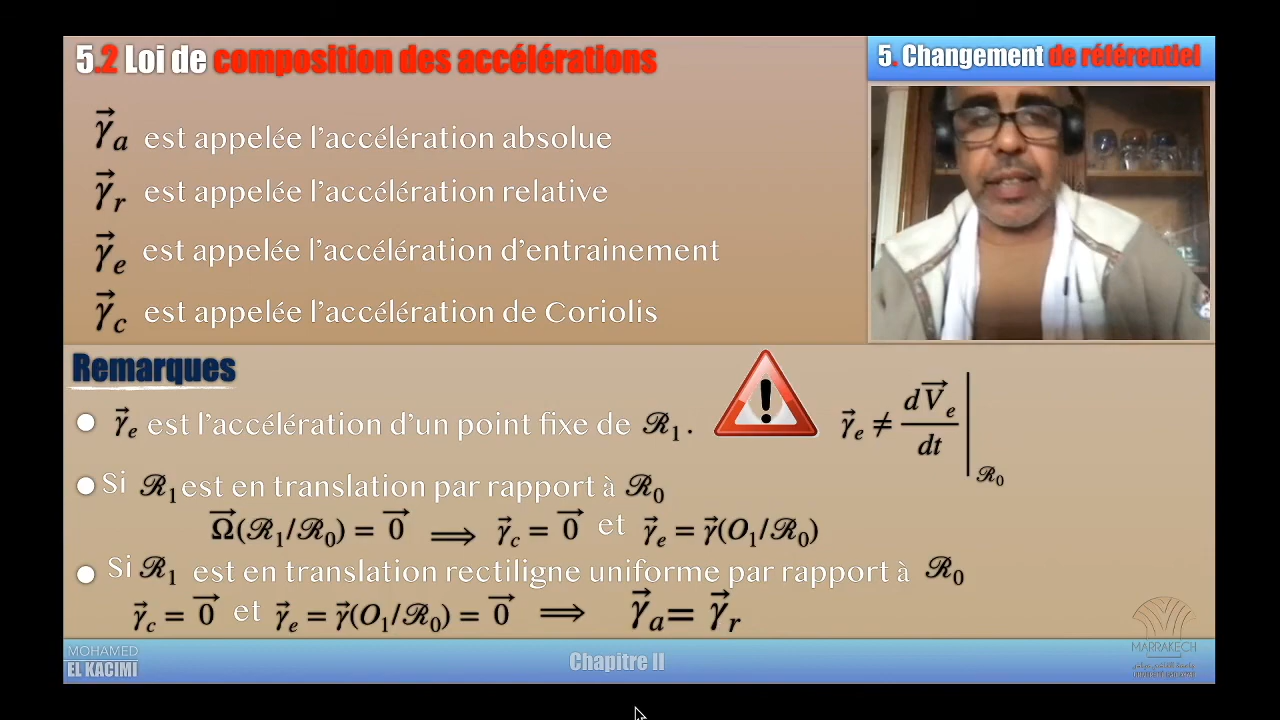 5.2 Loi de composition des accélérations
5. Changement de référentiel
γ⃗a est appelée l’accélération absolue
γ⃗r est appelée l’accélération relative
γ⃗e est appelée l’accélération d’entrainement
γ⃗c est appelée l’accélération de Coriolis
Remarques
γ⃗e est l’accélération d’un point fixe de ℛ1.
γ⃗e ≠ dV⃗e/dt |ℛ0
Si ℛ1 est en translation par rapport à ℛ0
Ω⃗(ℛ1/ℛ0) = 0⃗ ⟹ γ⃗c = 0⃗ et γ⃗e = γ⃗(O1/ℛ0)
Si ℛ1 est en translation rectiligne uniforme par rapport à ℛ0
γ⃗c = 0⃗ et γ⃗e = γ⃗(O1/ℛ0) = 0⃗ ⟹ γ⃗a = γ⃗r
MOHAMED
EL KACIMI
Chapitre II
MARRAKECH